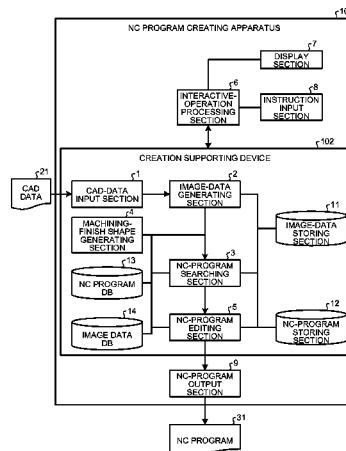 10
NC PROGRAM CREATING APPARATUS
7
DISPLAY
SECTION
6
8
INTERACTIVE-
OPERATION
PROCESSING
SECTION
INSTRUCTION
INPUT
SECTION
102
CREATION SUPPORTING DEVICE
21
CAD
DATA
1
CAD-DATA
INPUT SECTION
2
IMAGE-DATA
GENERATING
SECTION
4
MACHINING-
FINISH SHAPE
GENERATING
SECTION
11
IMAGE-DATA
STORING
SECTION
13
NC PROGRAM
DB
3
NC-PROGRAM
SEARCHING
SECTION
14
IMAGE DATA
DB
5
NC-PROGRAM
EDITING
SECTION
12
NC-PROGRAM
STORING
SECTION
9
NC-PROGRAM
OUTPUT
SECTION
31
NC PROGRAM